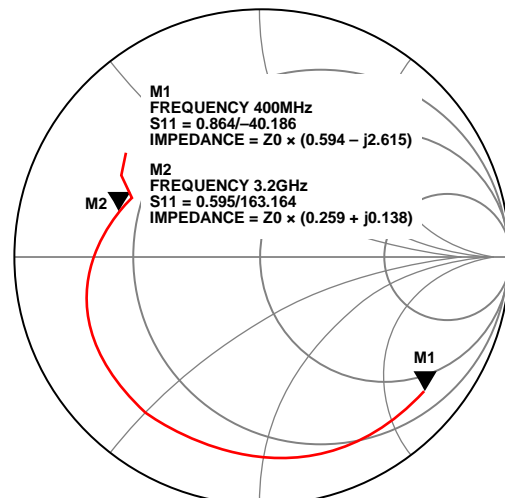 M1
FREQUENCY 400MHz
S11 = 0.864/–40.186
IMPEDANCE = Z0 × (0.594 – j2.615)
M2
FREQUENCY 3.2GHz
S11 = 0.595/163.164
IMPEDANCE = Z0 × (0.259 + j0.138)
M2
M1